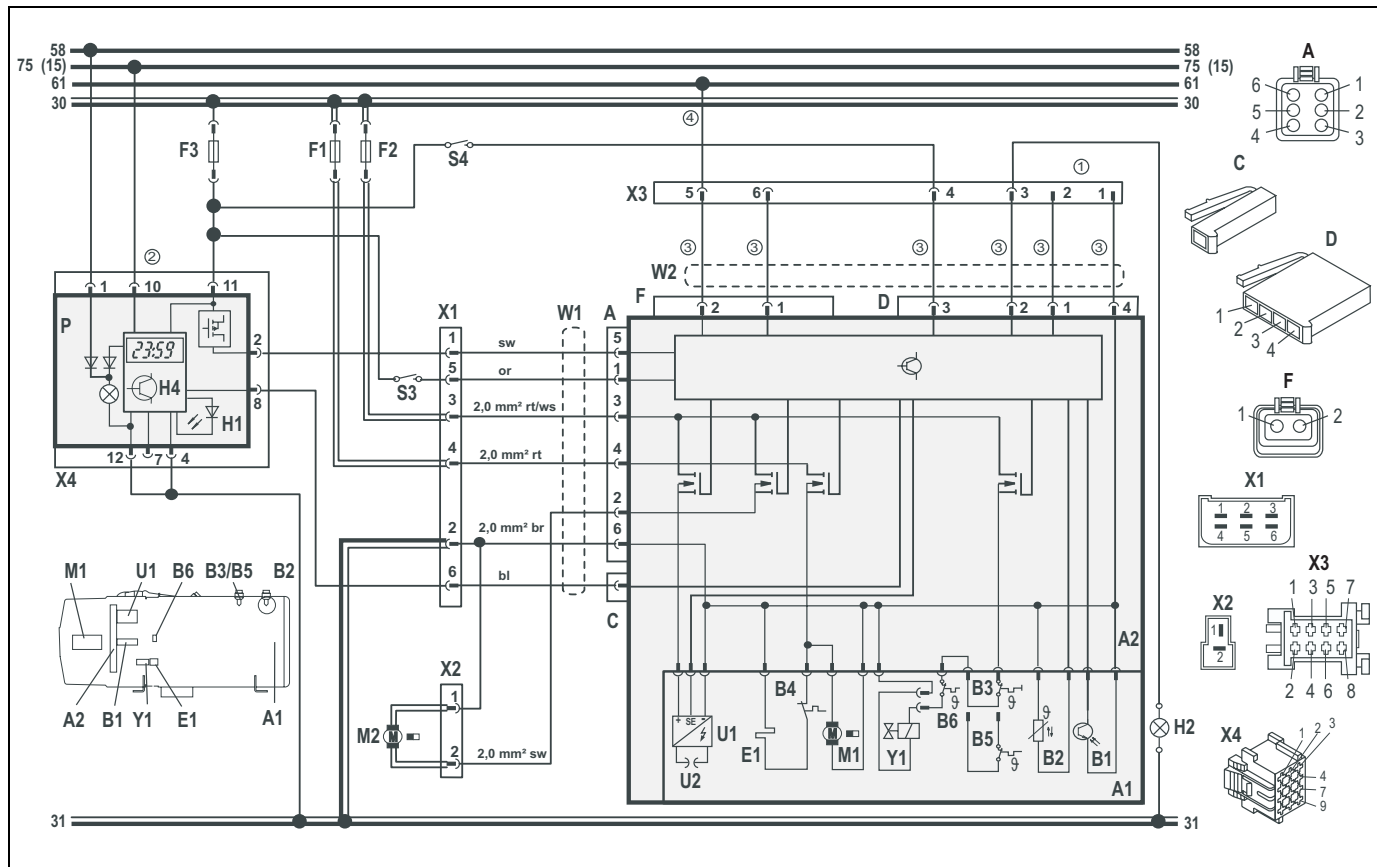 58 58
75 (15) 75 (15)
61 61
30 30
A
6 1
5 2
4 3
F3 F1 F2 S4 ④ ①
X3 5 6 4 3 2 1
C
③ ③ ③ ③ ③ ③
W2
D
1
2
3
4
②
1 10 11
F 2 1 D 3 2 1 4
P X1 W1 A
23:59
2 1 sw 5
H4 5 or 1
S3
8 H1 3 2,0 mm² rt/ws 3
12 7 4
X4
4 2,0 mm² rt 4
2
2 2,0 mm² br 6
6 bl
C
F
1 2
X1
1 2 3
4 5 6
M1 U1 B6 B3/B5 B2
A2 B1 Y1 E1 A1
X3
1 3 5 7
2 4 6 8
X2
1
2
A2
X2
1
M2 M
2 2,0 mm² sw
+ SE -
U1
U2
E1
B4
M
M1
Y1
B6
B3
ϑ
ϑ
B5
ϑ
ϑ
B2
B1
A1
H2
X4
1 2 3
4
7
9
31 31